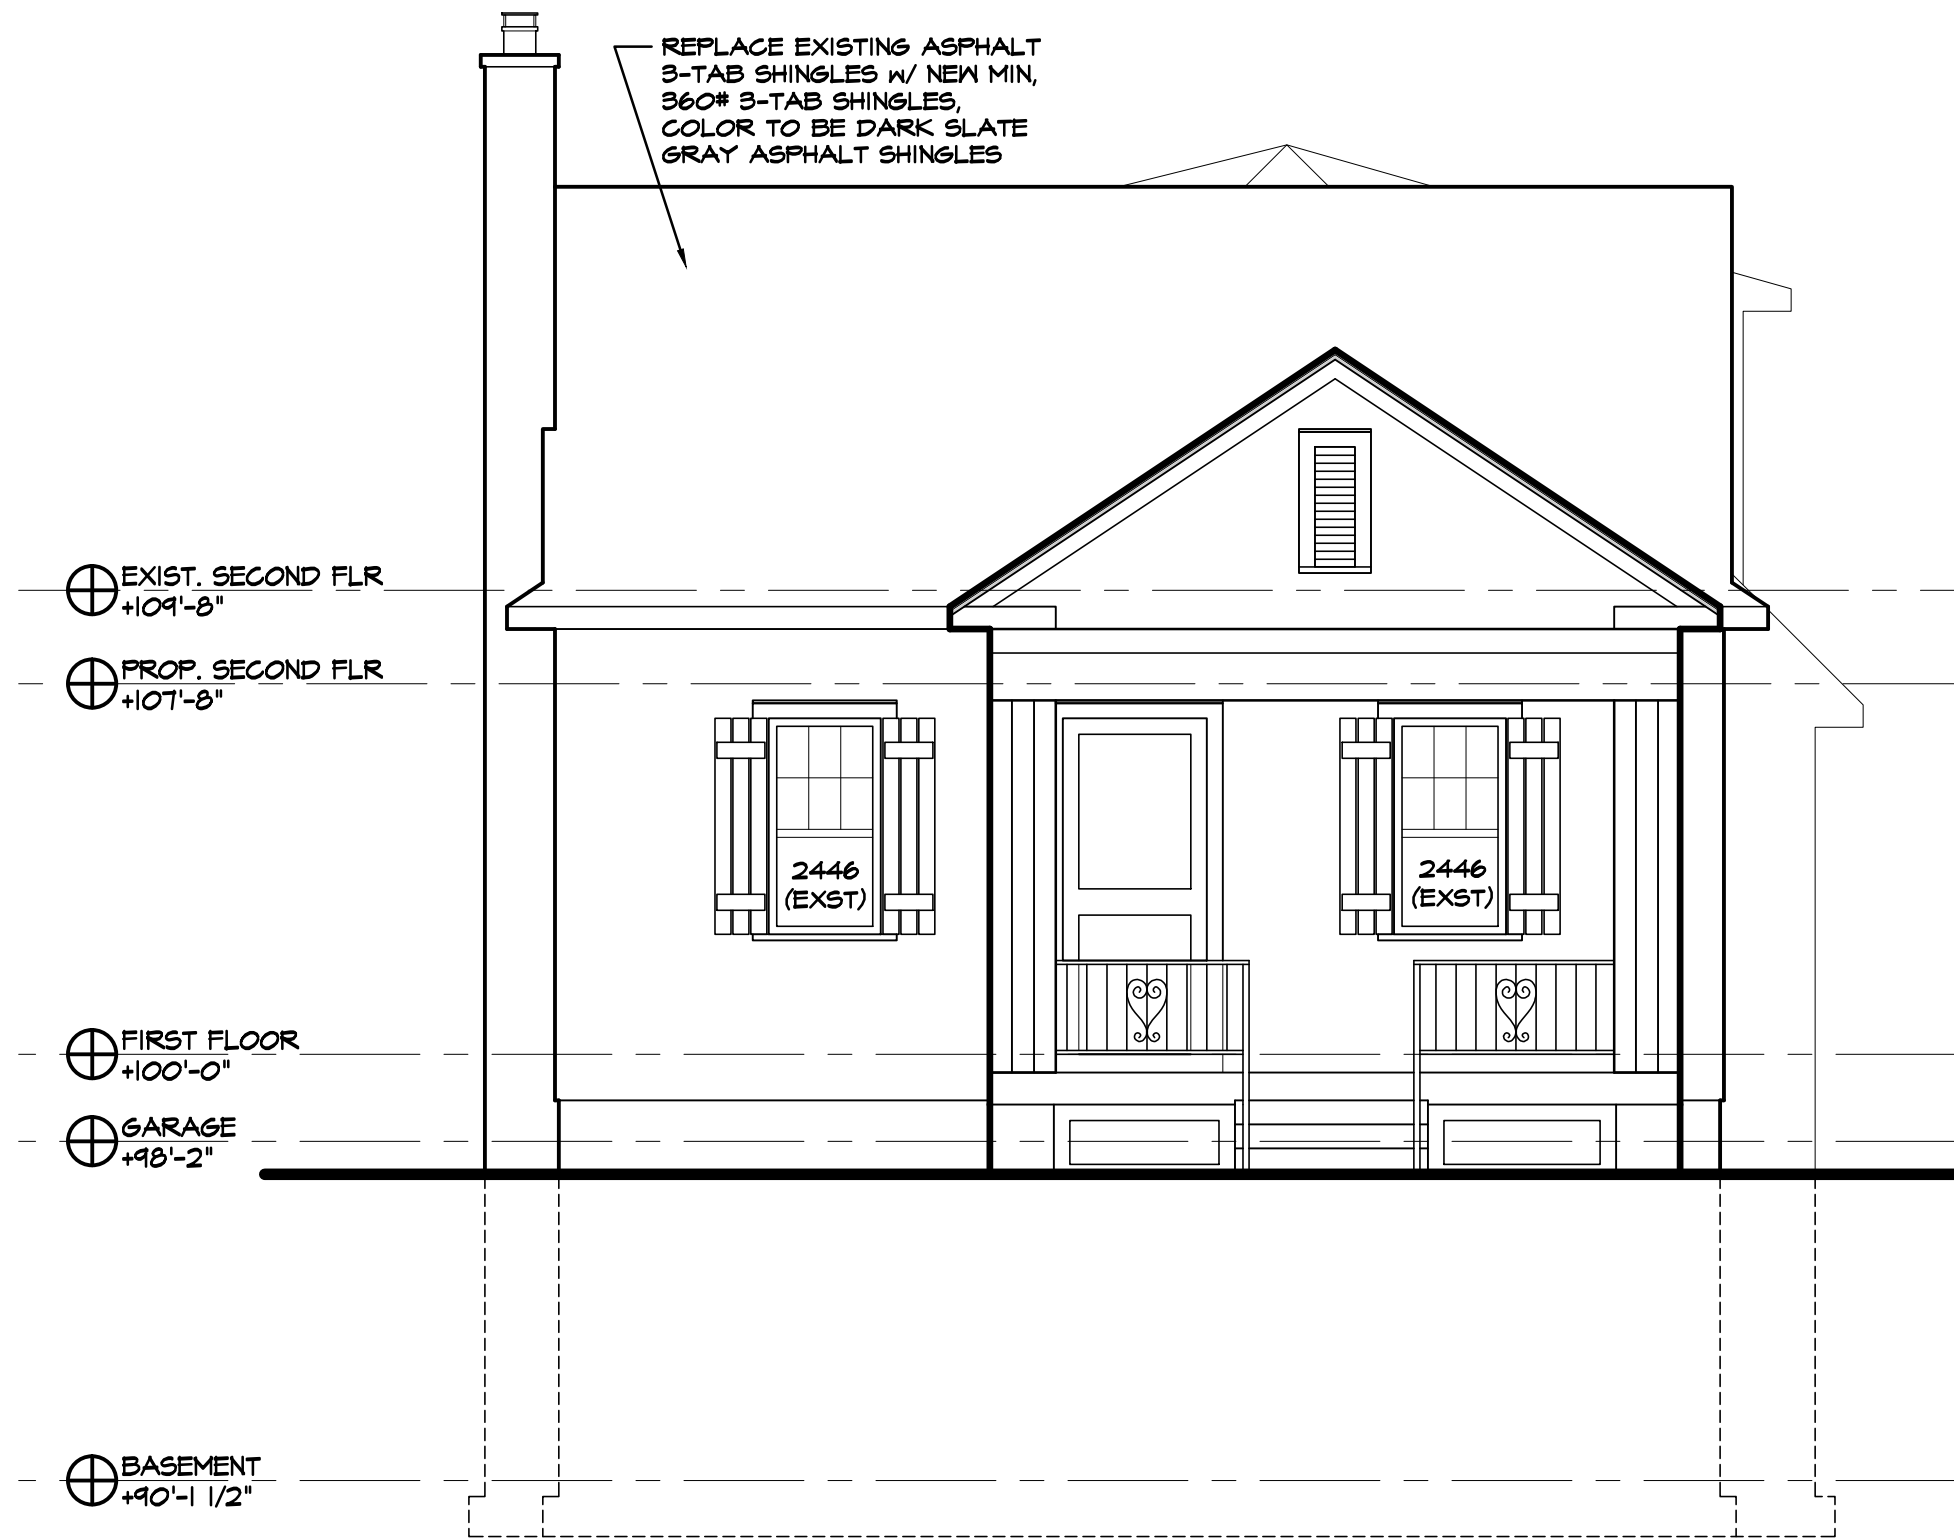 REPLACE EXISTING ASPHALT
3-TAB SHINGLES w/ NEW MIN,
360# 3-TAB SHINGLES,
COLOR TO BE DARK SLATE
GRAY ASPHALT SHINGLES
EXIST. SECOND FLR
+109'-8"
PROP. SECOND FLR
+107'-8"
2446
(EXST)
2446
(EXST)
FIRST FLOOR
+100'-0"
GARAGE
+98'-2"
BASEMENT
+90'-1 1/2"